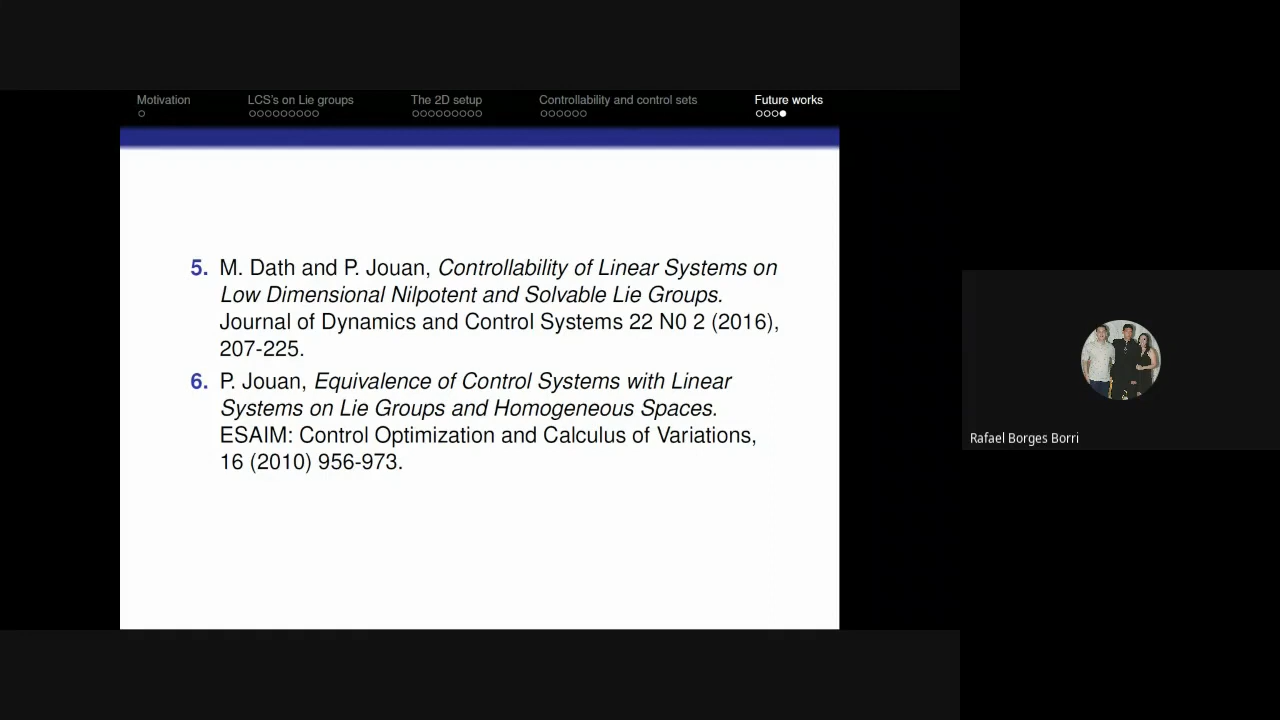 Motivation
LCS's on Lie groups
The 2D setup
Controllability and control sets
Future works
5. M. Dath and P. Jouan, Controllability of Linear Systems on
Low Dimensional Nilpotent and Solvable Lie Groups.
Journal of Dynamics and Control Systems 22 N0 2 (2016),
207-225.
6. P. Jouan, Equivalence of Control Systems with Linear
Systems on Lie Groups and Homogeneous Spaces.
ESAIM: Control Optimization and Calculus of Variations,
16 (2010) 956-973.
Rafael Borges Borri